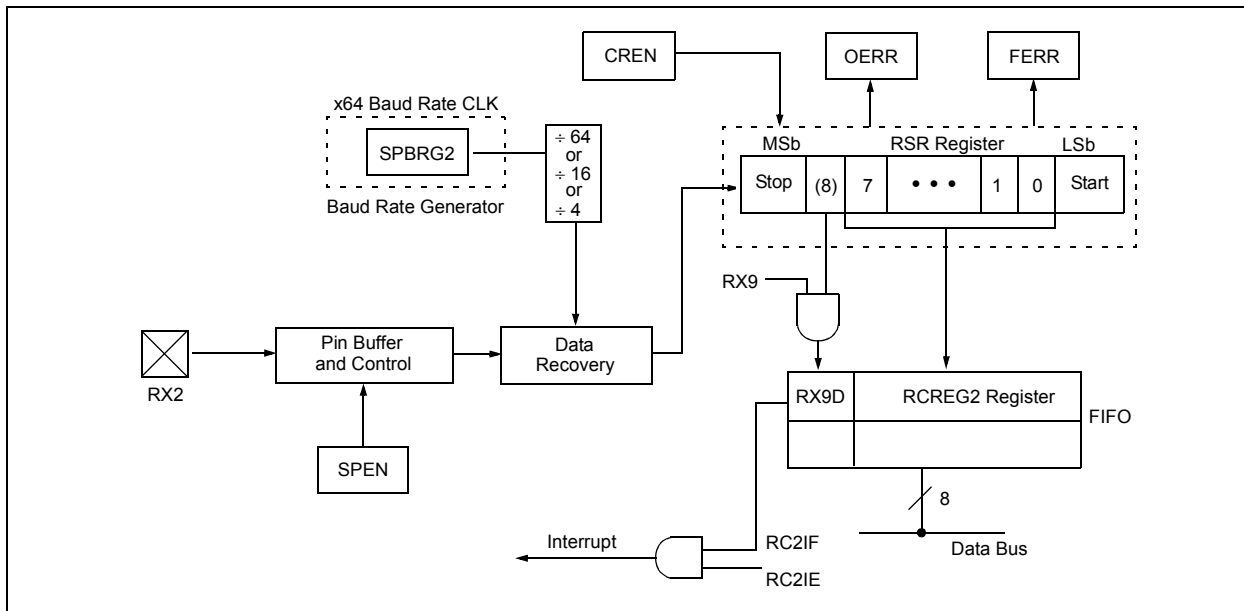 CREN
OERR
FERR
x64 Baud Rate CLK
SPBRG2
Baud Rate Generator
÷ 64
or
÷ 16
or
÷ 4
MSb
RSR Register
LSb
Stop
(8)
7
• • •
1
0
Start
RX9
RX2
Pin Buffer
and Control
Data
Recovery
SPEN
RX9D
RCREG2 Register
FIFO
8
Data Bus
Interrupt
RC2IF
RC2IE